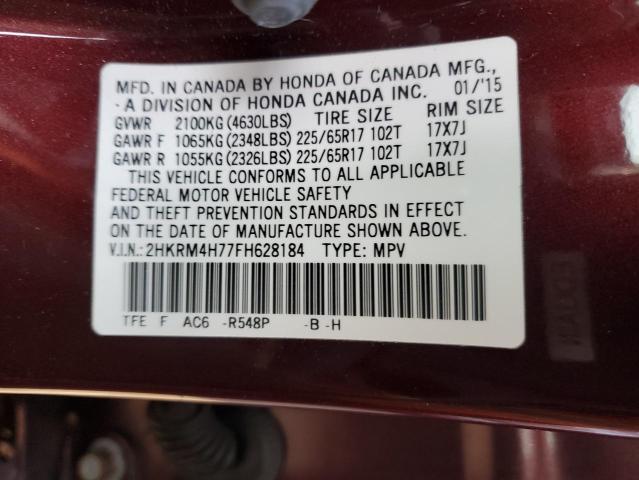 MFD. IN CANADA BY HONDA OF CANADA MFG.,
- A DIVISION OF HONDA CANADA INC. 01/'15
GVWR 2100KG (4630LBS) TIRE SIZE RIM SIZE
GAWR F 1065KG (2348LBS) 225/65R17 102T 17X7J
GAWR R 1055KG (2326LBS) 225/65R17 102T 17X7J
THIS VEHICLE CONFORMS TO ALL APPLICABLE
FEDERAL MOTOR VEHICLE SAFETY
AND THEFT PREVENTION STANDARDS IN EFFECT
ON THE DATE OF MANUFACTURE SHOWN ABOVE.
V.I.N.: 2HKRM4H77FH628184 TYPE: MPV
TFE F AC6 -R548P -B -H